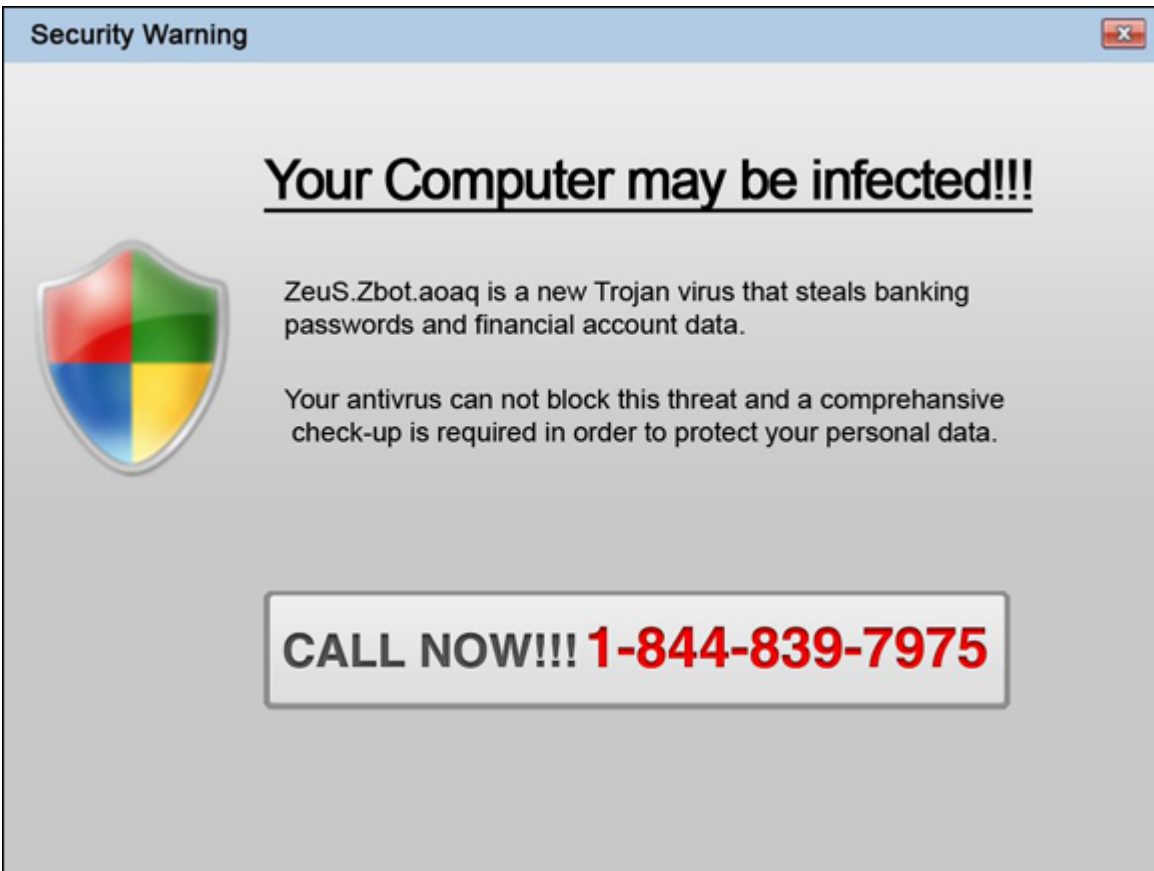 Security Warning
Your Computer may be infected!!!
ZeuS.Zbot.aoaq is a new Trojan virus that steals banking
passwords and financial account data.
Your antivrus can not block this threat and a comprehansive
check-up is required in order to protect your personal data.
CALL NOW!!! 1-844-839-7975